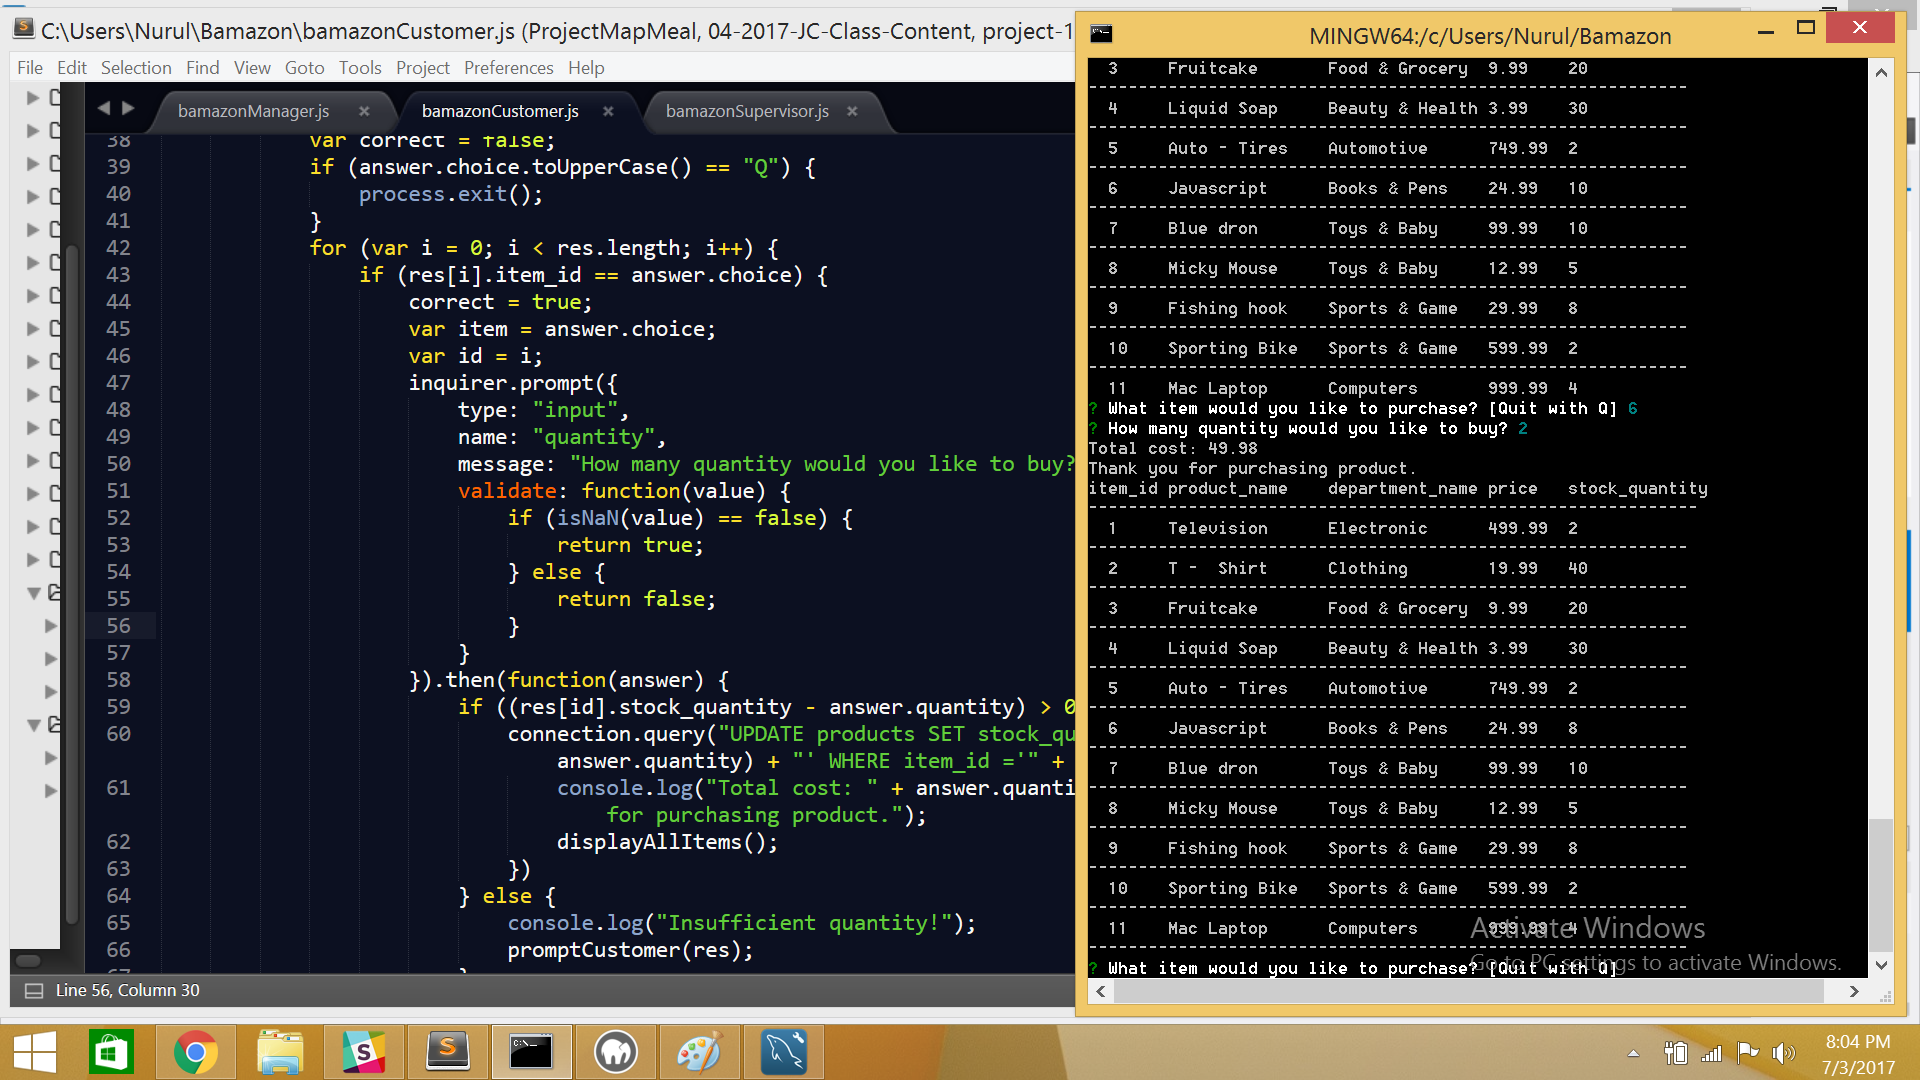 C:\Users\Nurul\Bamazon\bamazonCustomer.js (ProjectMapMeal, 04-2017-JC-Class-Content, project-1
File Edit Selection Find View Goto Tools Project Preferences Help
bamazonManager.js × bamazonCustomer.js × bamazonSupervisor.js ×
38 var correct = false;
39 if (answer.choice.toUpperCase() == "Q") {
40 process.exit();
41 }
42 for (var i = 0; i < res.length; i++) {
43 if (res[i].item_id == answer.choice) {
44 correct = true;
45 var item = answer.choice;
46 var id = i;
47 inquirer.prompt({
48 type: "input",
49 name: "quantity",
50 message: "How many quantity would you like to buy?
51 validate: function(value) {
52 if (isNaN(value) == false) {
53 return true;
54 } else {
55 return false;
56 }
57 }
58 }).then(function(answer) {
59 if ((res[id].stock_quantity - answer.quantity) > 0
60 connection.query("UPDATE products SET stock_qu
answer.quantity) + "' WHERE item_id ='" +
61 console.log("Total cost: " + answer.quanti
for purchasing product.");
62 displayAllItems();
63 })
64 } else {
65 console.log("Insufficient quantity!");
66 promptCustomer(res);
67 }
Line 56, Column 30
MINGW64:/c/Users/Nurul/Bamazon
3 Fruitcake Food & Grocery 9.99 20
4 Liquid Soap Beauty & Health 3.99 30
5 Auto - Tires Automotive 749.99 2
6 Javascript Books & Pens 24.99 10
7 Blue dron Toys & Baby 99.99 10
8 Micky Mouse Toys & Baby 12.99 5
9 Fishing hook Sports & Game 29.99 8
10 Sporting Bike Sports & Game 599.99 2
11 Mac Laptop Computers 999.99 4
? What item would you like to purchase? [Quit with Q] 6
? How many quantity would you like to buy? 2
Total cost: 49.98
Thank you for purchasing product.
item_id product_name department_name price stock_quantity
1 Television Electronic 499.99 2
2 T - Shirt Clothing 19.99 40
3 Fruitcake Food & Grocery 9.99 20
4 Liquid Soap Beauty & Health 3.99 30
5 Auto - Tires Automotive 749.99 2
6 Javascript Books & Pens 24.99 8
7 Blue dron Toys & Baby 99.99 10
8 Micky Mouse Toys & Baby 12.99 5
9 Fishing hook Sports & Game 29.99 8
10 Sporting Bike Sports & Game 599.99 2
11 Mac Laptop Computers 999.99 4
Activate Windows
? What item would you like to purchase? [Quit with Q]
Go to PC settings to activate Windows.
8:04 PM
7/3/2017